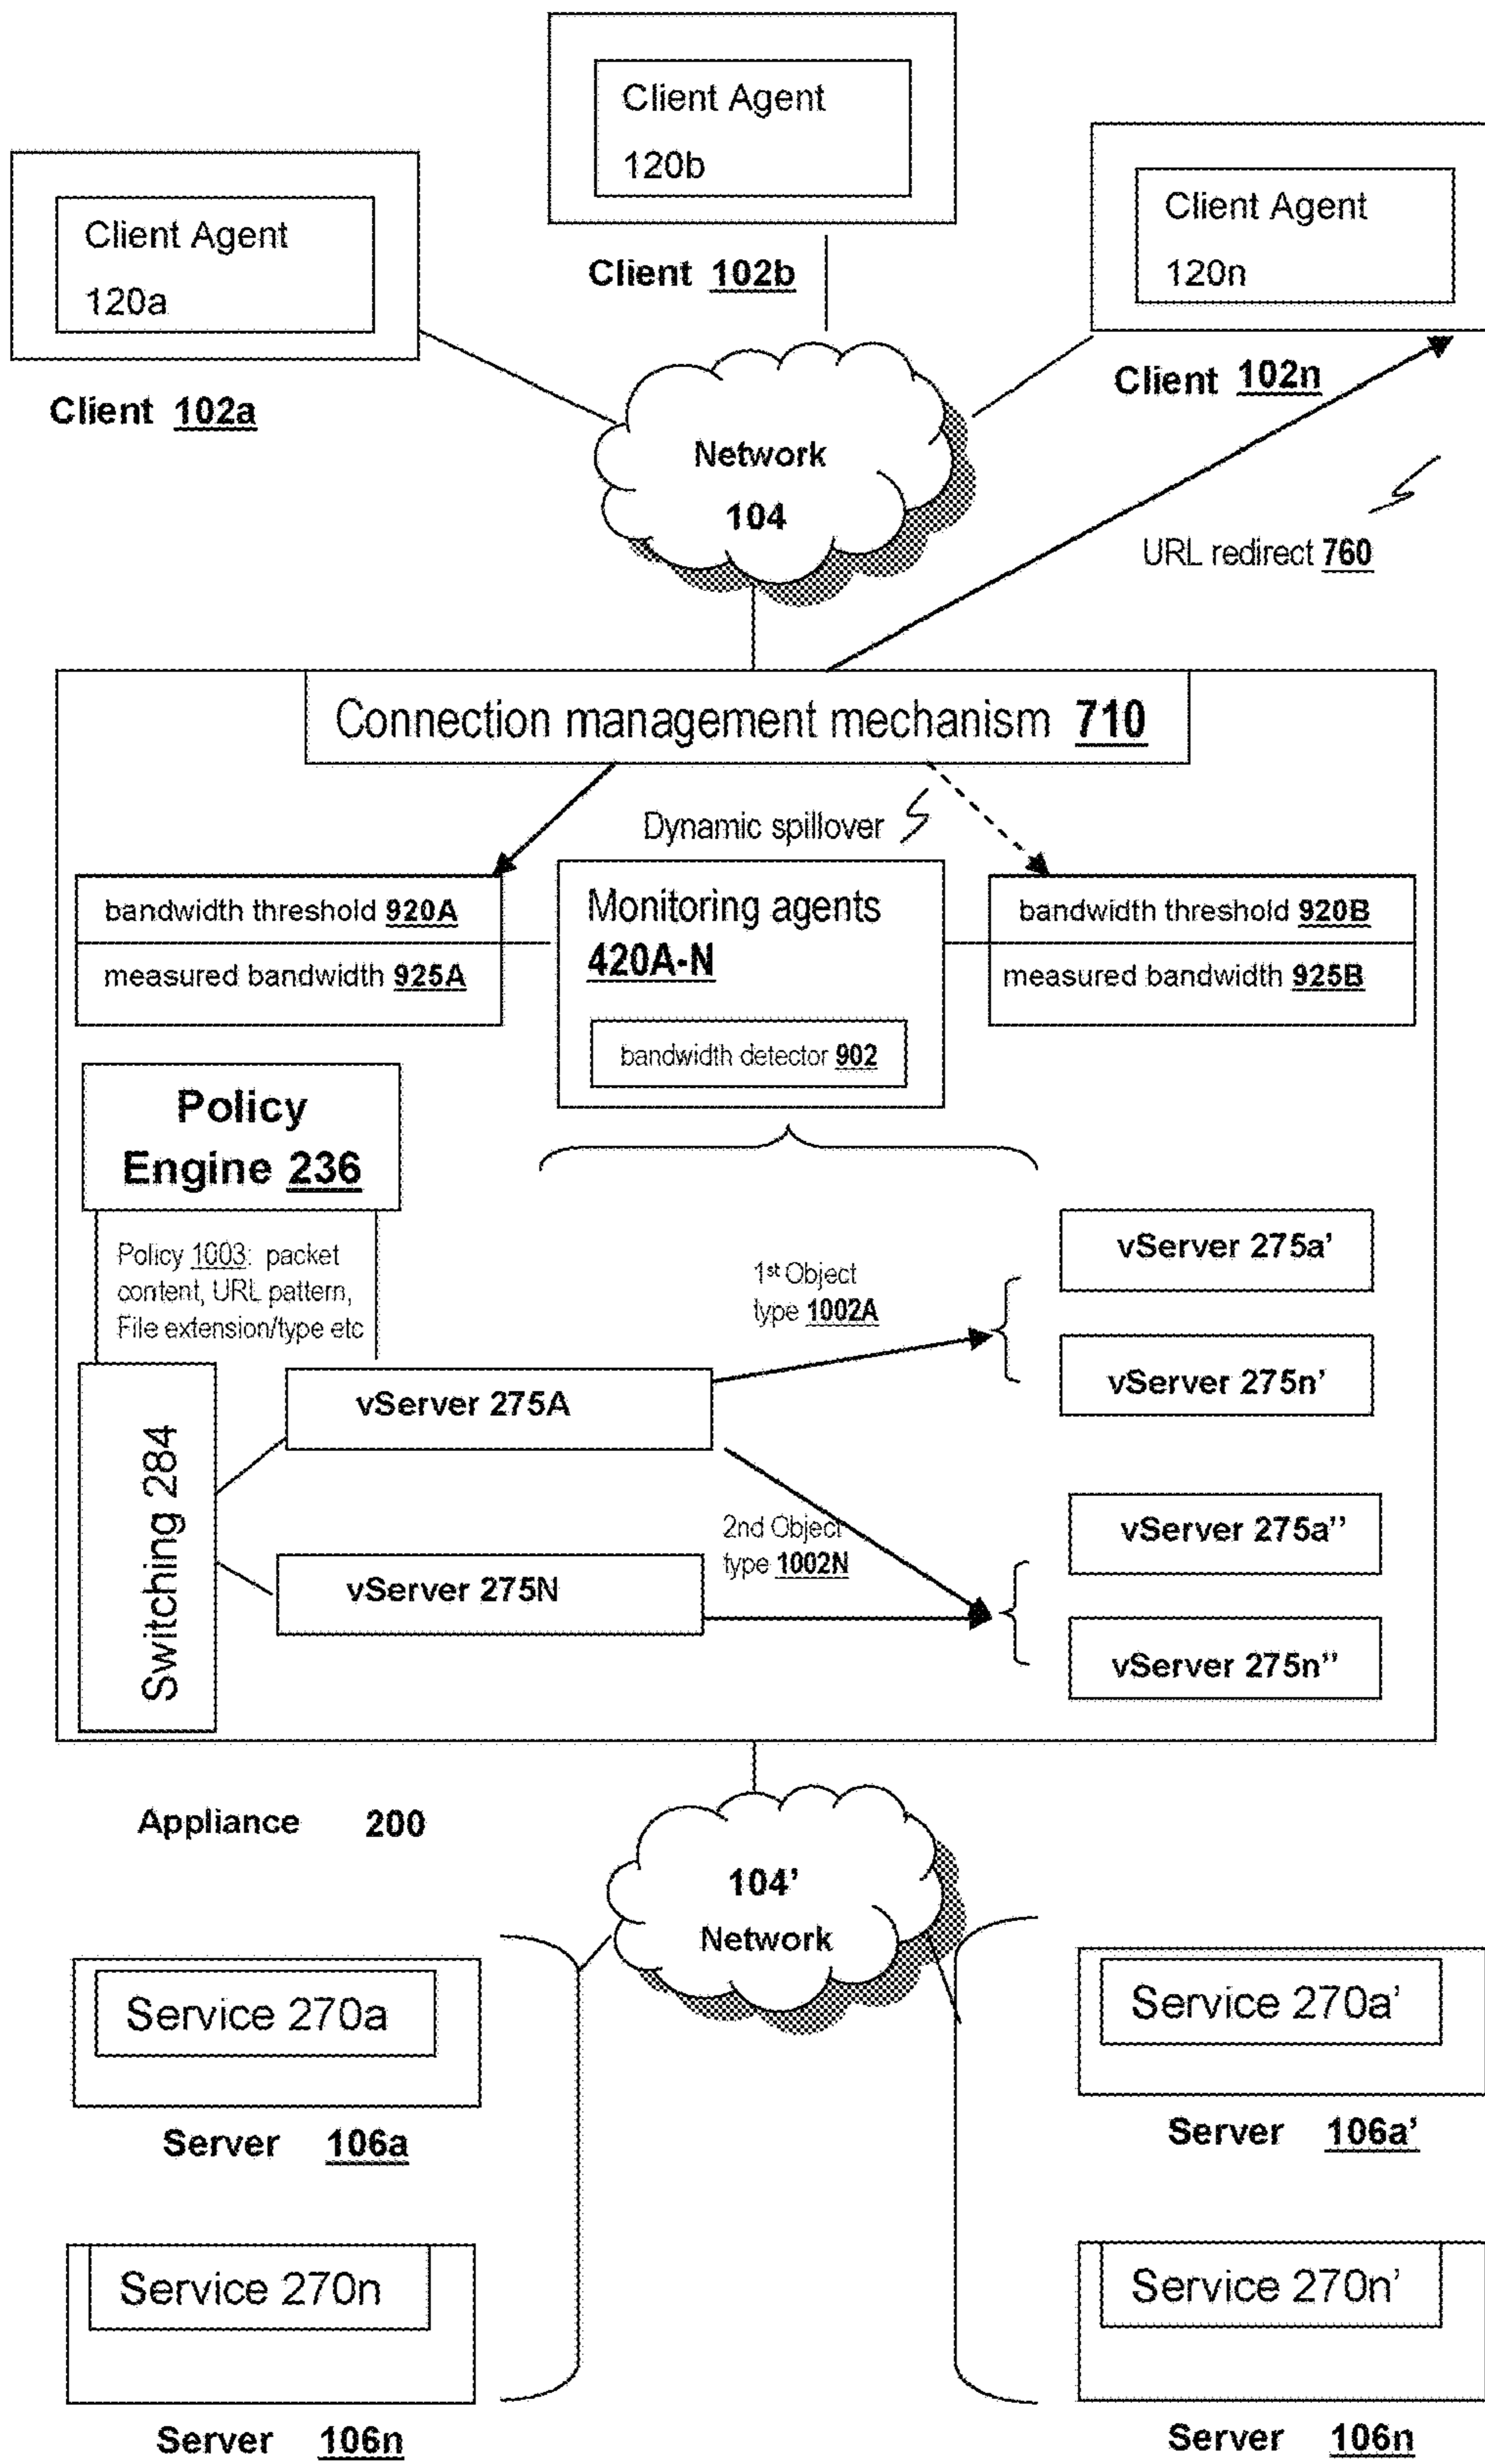 Client Agent
120b
Client Agent
120n
Client Agent
120a
Client 102b
Client 102n
Client 102a
Network
104
URL redirect 760
Connection management mechanism 710
Dynamic spillover
bandwidth threshold 920A
measured bandwidth 925A
Monitoring agents
420A-N
bandwidth detector 902
bandwidth threshold 920B
measured bandwidth 925B
Policy
Engine 236
Policy 1003: packet
content, URL pattern,
File extension/type etc
1st Object
type 1002A
vServer 275a'
vServer 275n'
vServer 275A
Switching 284
2nd Object
type 1002N
vServer 275N
vServer 275a''
vServer 275n''
Appliance 200
104'
Network
Service 270a
Server 106a
Service 270a'
Server 106a'
Service 270n
Server 106n
Service 270n'
Server 106n